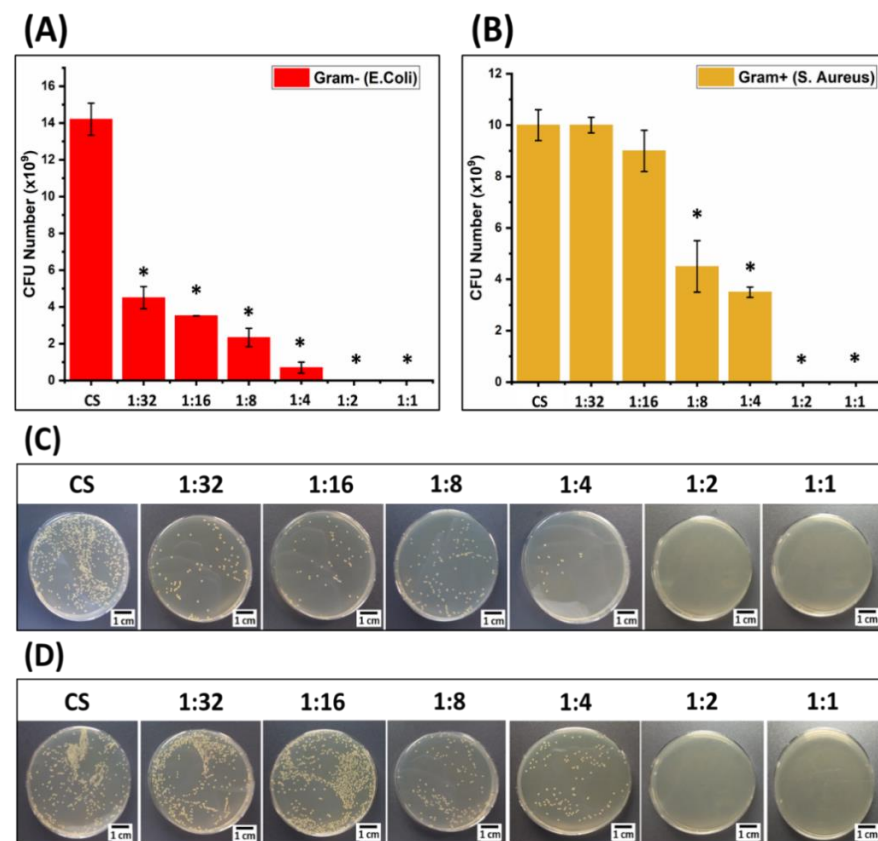 (A)
Gram- (E.Coli)
CFU Number (x10⁹)
16
14
12
10
8
6
4
2
0
*
*
*
*
*
*
CS 1:32 1:16 1:8 1:4 1:2 1:1
(B)
Gram+ (S. Aureus)
CFU Number (x10⁹)
12
10
8
6
4
2
0
*
*
*
*
CS 1:32 1:16 1:8 1:4 1:2 1:1
(C)
CS 1:32 1:16 1:8 1:4 1:2 1:1
1 cm 1 cm 1 cm 1 cm 1 cm 1 cm 1 cm
(D)
CS 1:32 1:16 1:8 1:4 1:2 1:1
1 cm 1 cm 1 cm 1 cm 1 cm 1 cm 1 cm